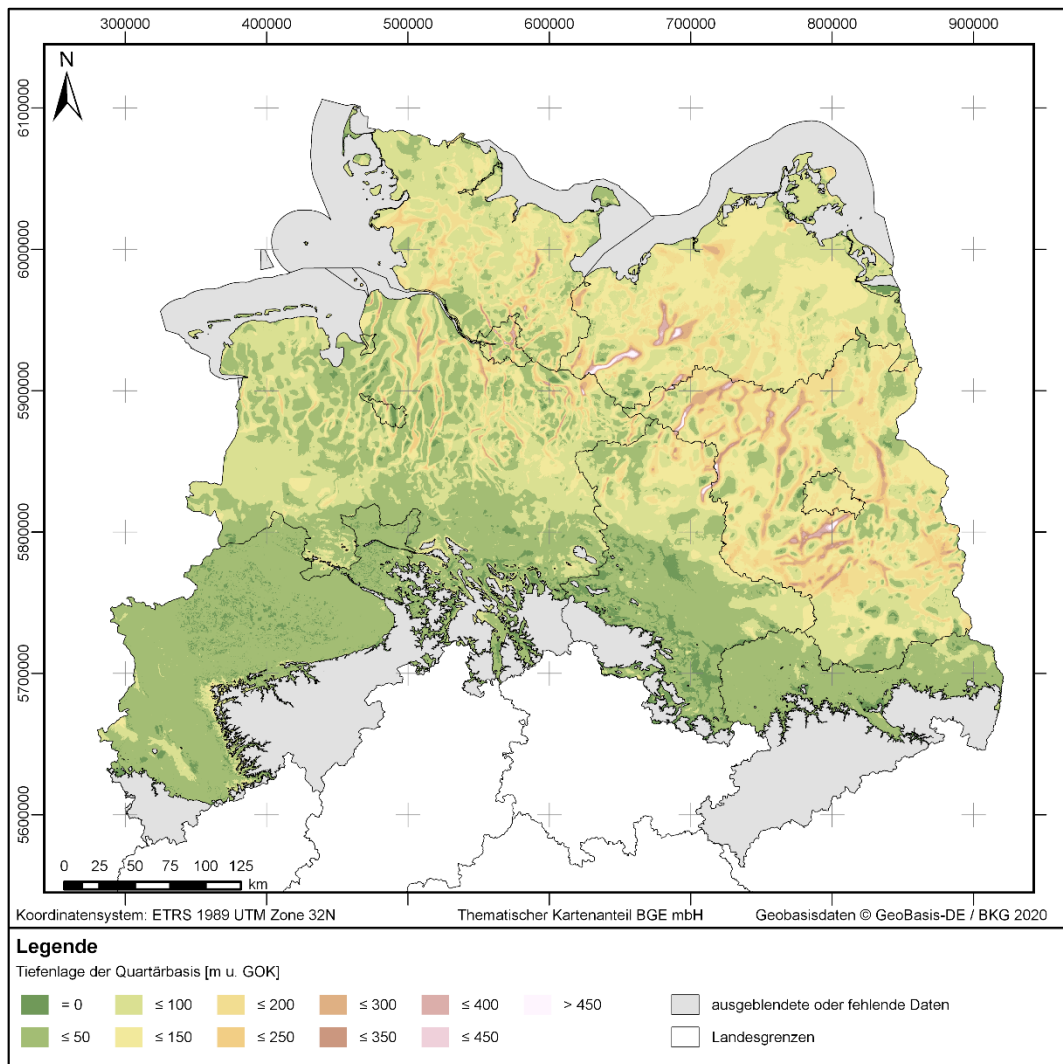 300000 400000 500000 600000 700000 800000 900000
N
6100000
6000000
5900000
5800000
5700000
5600000
0 25 50 75 100 125
km
Koordinatensystem: ETRS 1989 UTM Zone 32N Thematischer Kartenanteil BGE mbH Geobasisdaten © GeoBasis-DE / BKG 2020
Legende
Tiefenlage der Quartärbasis [m u. GOK]
= 0 ≤ 100 ≤ 200 ≤ 300 ≤ 400 > 450 ausgeblendete oder fehlende Daten
≤ 50 ≤ 150 ≤ 250 ≤ 350 ≤ 450 Landesgrenzen